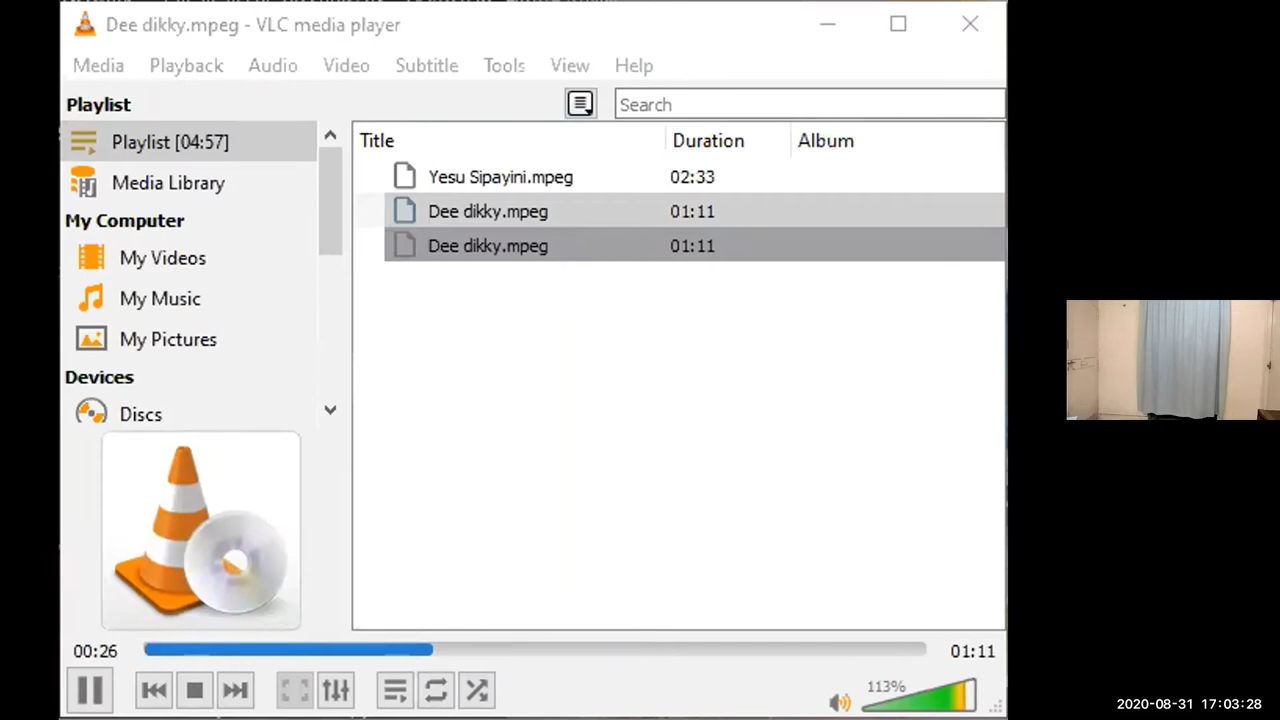 Dee dikky.mpeg - VLC media player
Media Playback Audio Video Subtitle Tools View Help
Playlist
Search
Playlist [04:57]
Media Library
My Computer
My Videos
My Music
My Pictures
Devices
Discs
Title Duration Album
Yesu Sipayini.mpeg 02:33
Dee dikky.mpeg 01:11
Dee dikky.mpeg 01:11
00:26
01:11
113%
2020-08-31 17:03:28